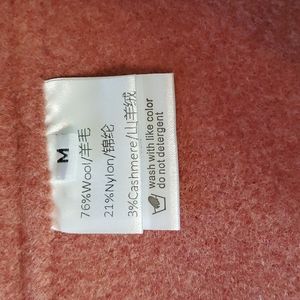 M
76%Wool/羊毛
21%Nylon/锦纶
3%Cashmere/山羊绒
wash with like color
do not detergent